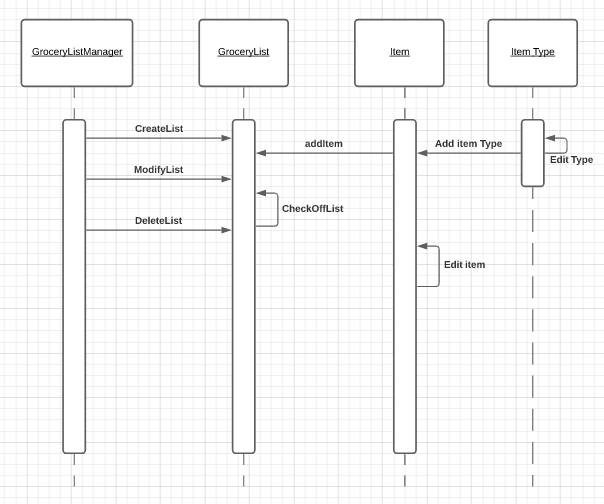 GroceryListManager
GroceryList
Item
Item Type
CreateList
addItem
Add item Type
Edit Type
ModifyList
CheckOffList
DeleteList
Edit item